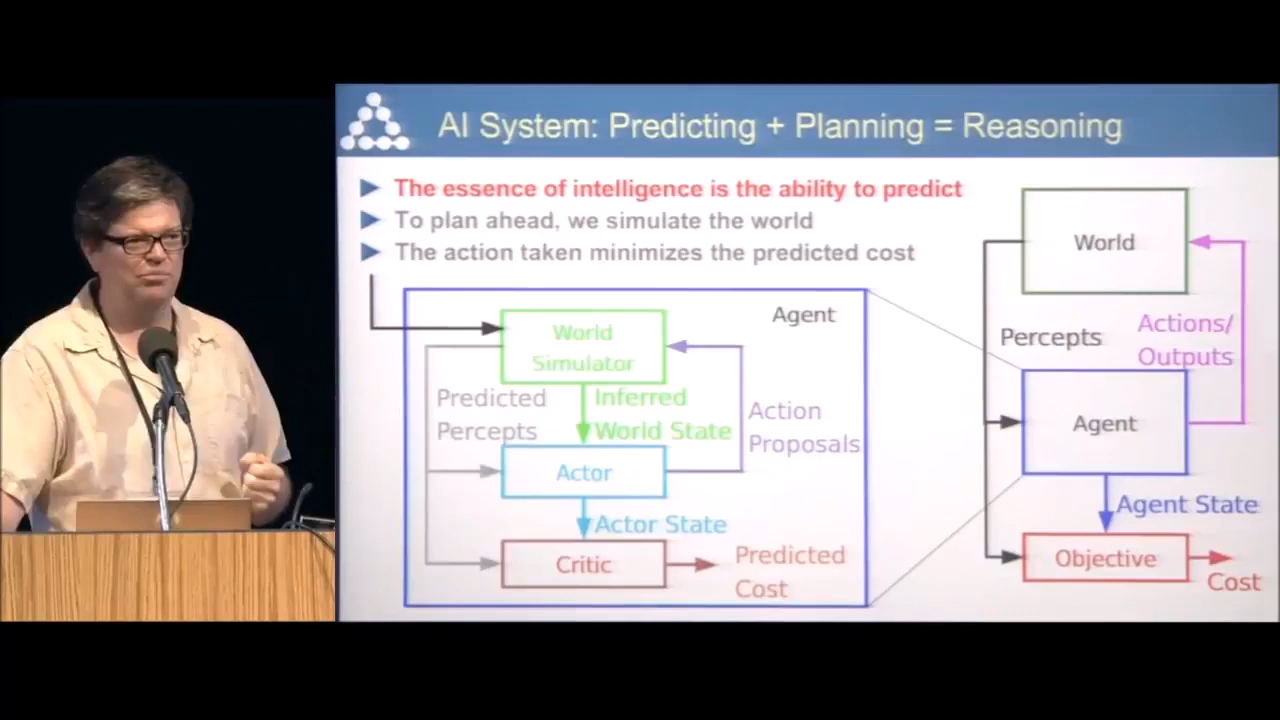 AI System: Predicting + Planning = Reasoning
The essence of intelligence is the ability to predict
To plan ahead, we simulate the world
The action taken minimizes the predicted cost
Agent
World
Simulator
Predicted
Percepts
Inferred
World State
Action
Proposals
Actor
Actor State
Critic
Predicted
Cost
World
Percepts
Actions/
Outputs
Agent
Agent State
Objective
Cost